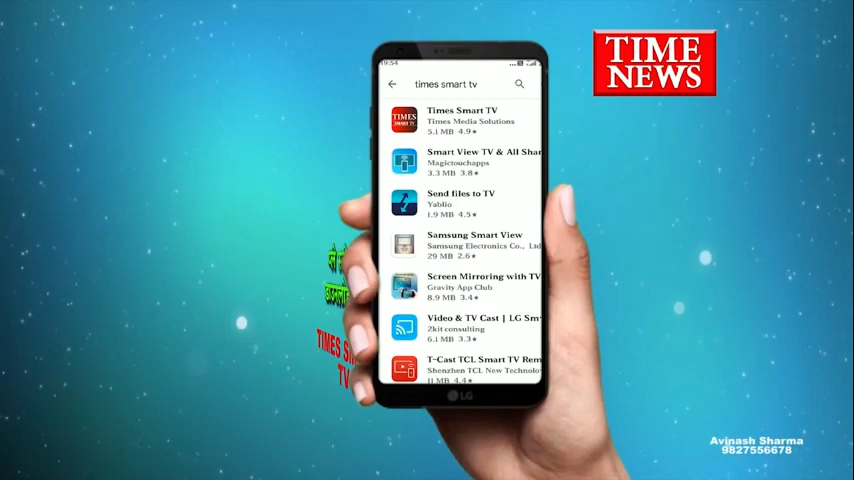 TIME
NEWS
19:54
times smart tv
TIMES
SMART TV
Times Smart TV
Times Media Solutions
5.1 MB 4.9★
Smart View TV & All Shar
Magictouchapps
3.3 MB 3.8★
Send files to TV
Yablio
1.9 MB 4.5★
Samsung Smart View
Samsung Electronics Co., Ltd
29 MB 2.6★
Screen Mirroring with TV
Gravity App Club
8.9 MB 3.4★
Video & TV Cast | LG Sm
2kit consulting
6.1 MB 3.3★
T-Cast TCL Smart TV Rem
Shenzhen TCL New Technolo
11 MB 4.4★
LG
TIMES
TV
Avinash Sharma
9827556678